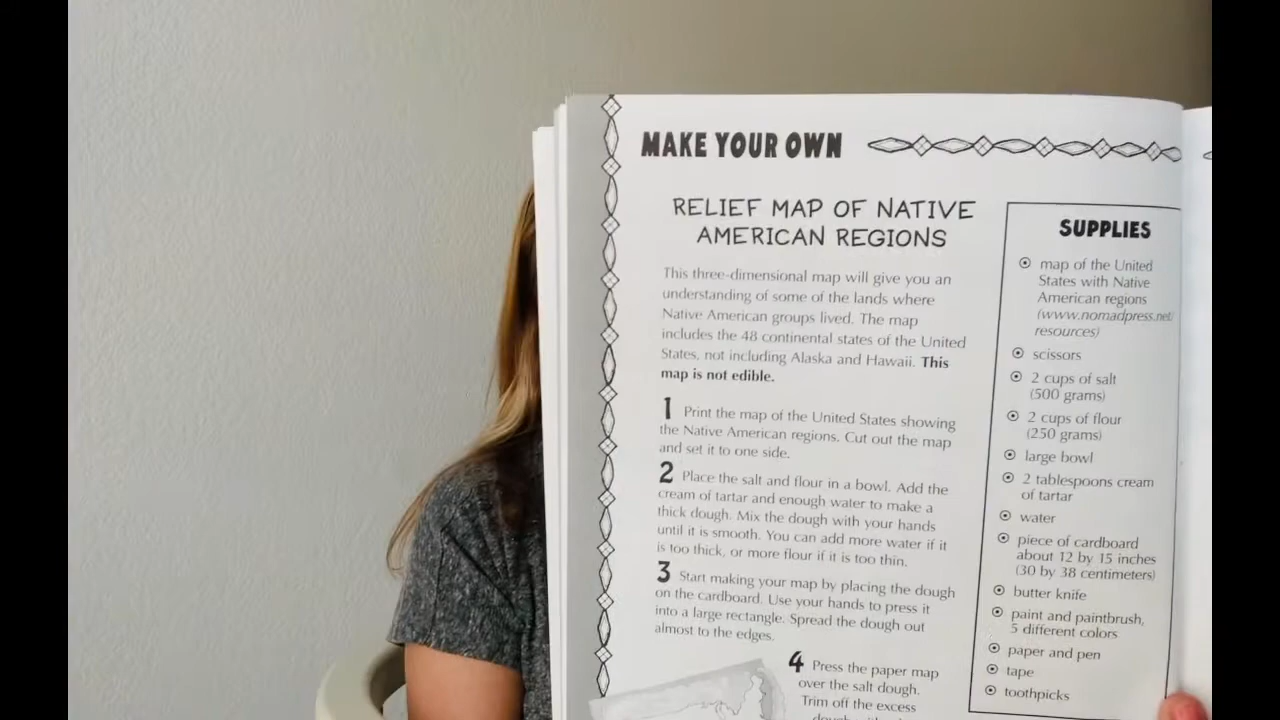 MAKE YOUR OWN
RELIEF MAP OF NATIVE
AMERICAN REGIONS
This three-dimensional map will give you an
understanding of some of the lands where
Native American groups lived. The map
includes the 48 continental states of the United
States, not including Alaska and Hawaii. This
map is not edible.
1 Print the map of the United States showing
the Native American regions. Cut out the map
and set it to one side.
2 Place the salt and flour in a bowl. Add the
cream of tartar and enough water to make a
thick dough. Mix the dough with your hands
until it is smooth. You can add more water if it
is too thick, or more flour if it is too thin.
3 Start making your map by placing the dough
on the cardboard. Use your hands to press it
into a large rectangle. Spread the dough out
almost to the edges.
4 Press the paper map
over the salt dough.
Trim off the excess
SUPPLIES
map of the United
States with Native
American regions
(www.nomadpress.net/
resources)
scissors
2 cups of salt
(500 grams)
2 cups of flour
(250 grams)
large bowl
2 tablespoons cream
of tartar
water
piece of cardboard
about 12 by 15 inches
(30 by 38 centimeters)
butter knife
paint and paintbrush,
5 different colors
paper and pen
tape
toothpicks